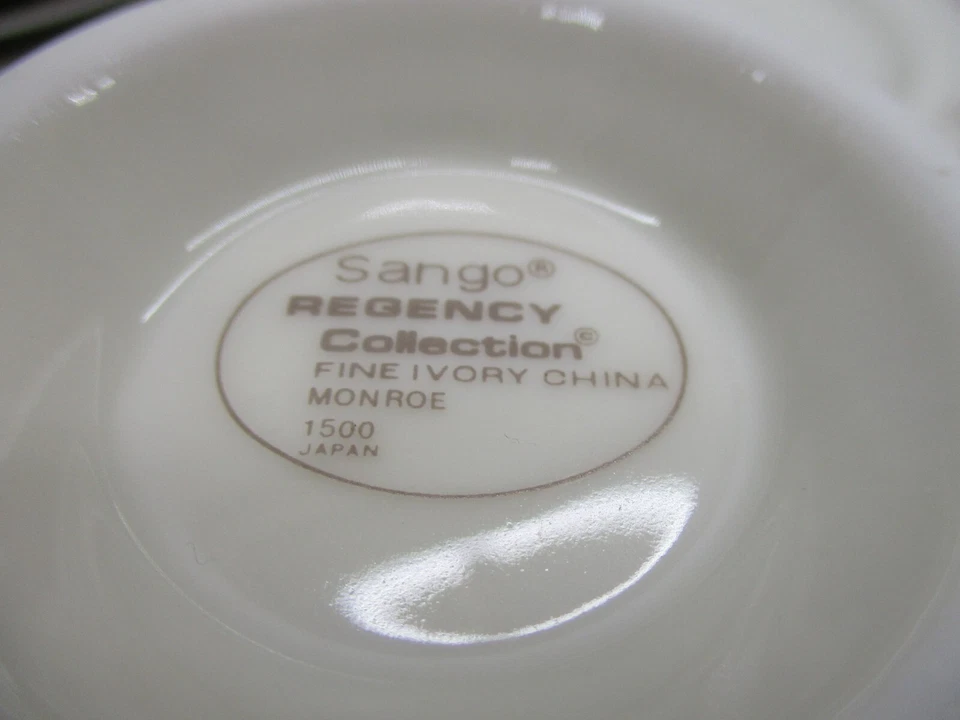 Sango®
REGENCY
Collection©
FINE IVORY CHINA
MONROE
1500
JAPAN